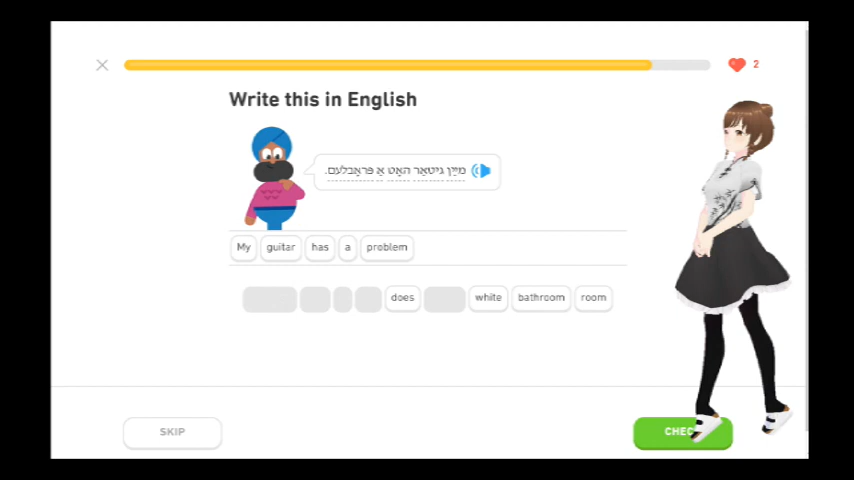 2
Write this in English
מײַן גיטאַר האָט אַ פּראָבלעם.
My guitar has a problem
does white bathroom room
SKIP